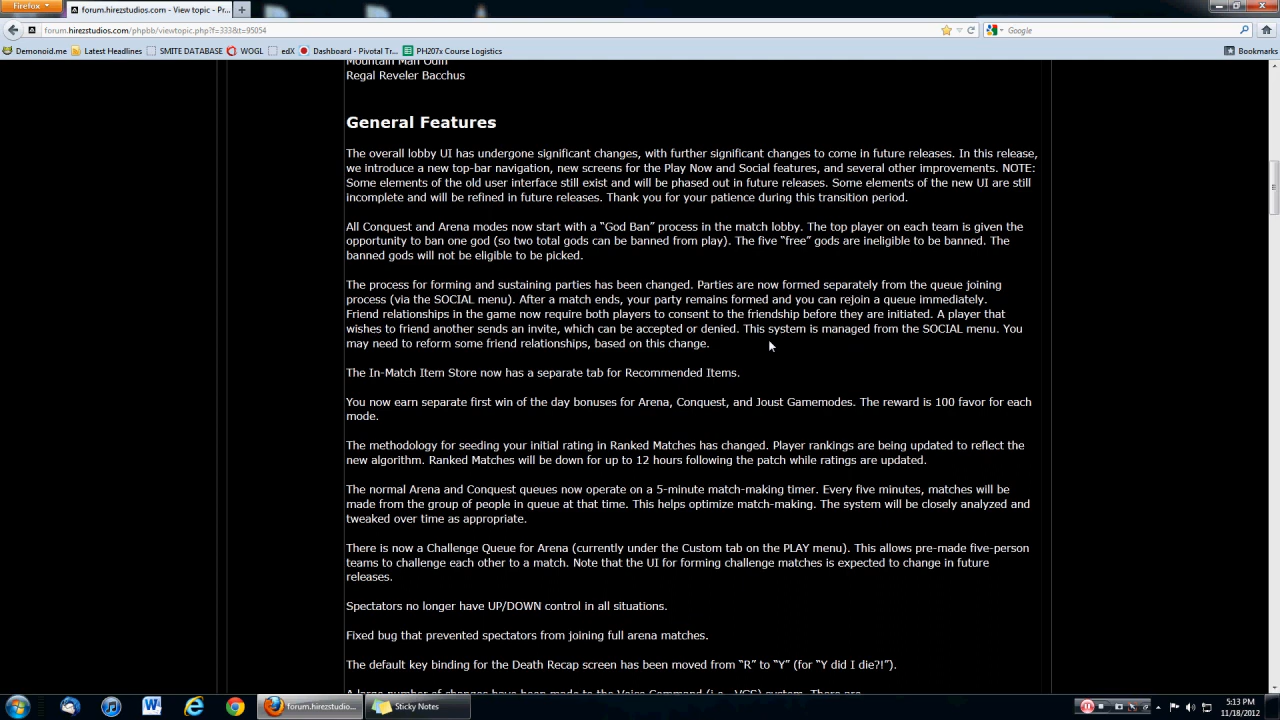 Firefox
forum.hirezstudios.com - View topic - Pr...
forum.hirezstudios.com/phpbb/viewtopic.php?f=333&t=95054
Google
Demonoid.me
Latest Headlines
SMITE DATABASE
WOGL
edX
Dashboard - Pivotal Tr...
PH207x Course Logistics
Bookmarks
Mountain Man Odin
Regal Reveler Bacchus
General Features
The overall lobby UI has undergone significant changes, with further significant changes to come in future releases. In this release,
we introduce a new top-bar navigation, new screens for the Play Now and Social features, and several other improvements. NOTE:
Some elements of the old user interface still exist and will be phased out in future releases. Some elements of the new UI are still
incomplete and will be refined in future releases. Thank you for your patience during this transition period.
All Conquest and Arena modes now start with a “God Ban” process in the match lobby. The top player on each team is given the
opportunity to ban one god (so two total gods can be banned from play). The five “free” gods are ineligible to be banned. The
banned gods will not be eligible to be picked.
The process for forming and sustaining parties has been changed. Parties are now formed separately from the queue joining
process (via the SOCIAL menu). After a match ends, your party remains formed and you can rejoin a queue immediately.
Friend relationships in the game now require both players to consent to the friendship before they are initiated. A player that
wishes to friend another sends an invite, which can be accepted or denied. This system is managed from the SOCIAL menu. You
may need to reform some friend relationships, based on this change.
The In-Match Item Store now has a separate tab for Recommended Items.
You now earn separate first win of the day bonuses for Arena, Conquest, and Joust Gamemodes. The reward is 100 favor for each
mode.
The methodology for seeding your initial rating in Ranked Matches has changed. Player rankings are being updated to reflect the
new algorithm. Ranked Matches will be down for up to 12 hours following the patch while ratings are updated.
The normal Arena and Conquest queues now operate on a 5-minute match-making timer. Every five minutes, matches will be
made from the group of people in queue at that time. This helps optimize match-making. The system will be closely analyzed and
tweaked over time as appropriate.
There is now a Challenge Queue for Arena (currently under the Custom tab on the PLAY menu). This allows pre-made five-person
teams to challenge each other to a match. Note that the UI for forming challenge matches is expected to change in future
releases.
Spectators no longer have UP/DOWN control in all situations.
Fixed bug that prevented spectators from joining full arena matches.
The default key binding for the Death Recap screen has been moved from “R” to “Y” (for “Y did I die?!”).
A large number of changes have been made to the Voice Command (i.e., VGS) system. There are
forum.hirezstudios...
Sticky Notes
5:13 PM
11/18/2012